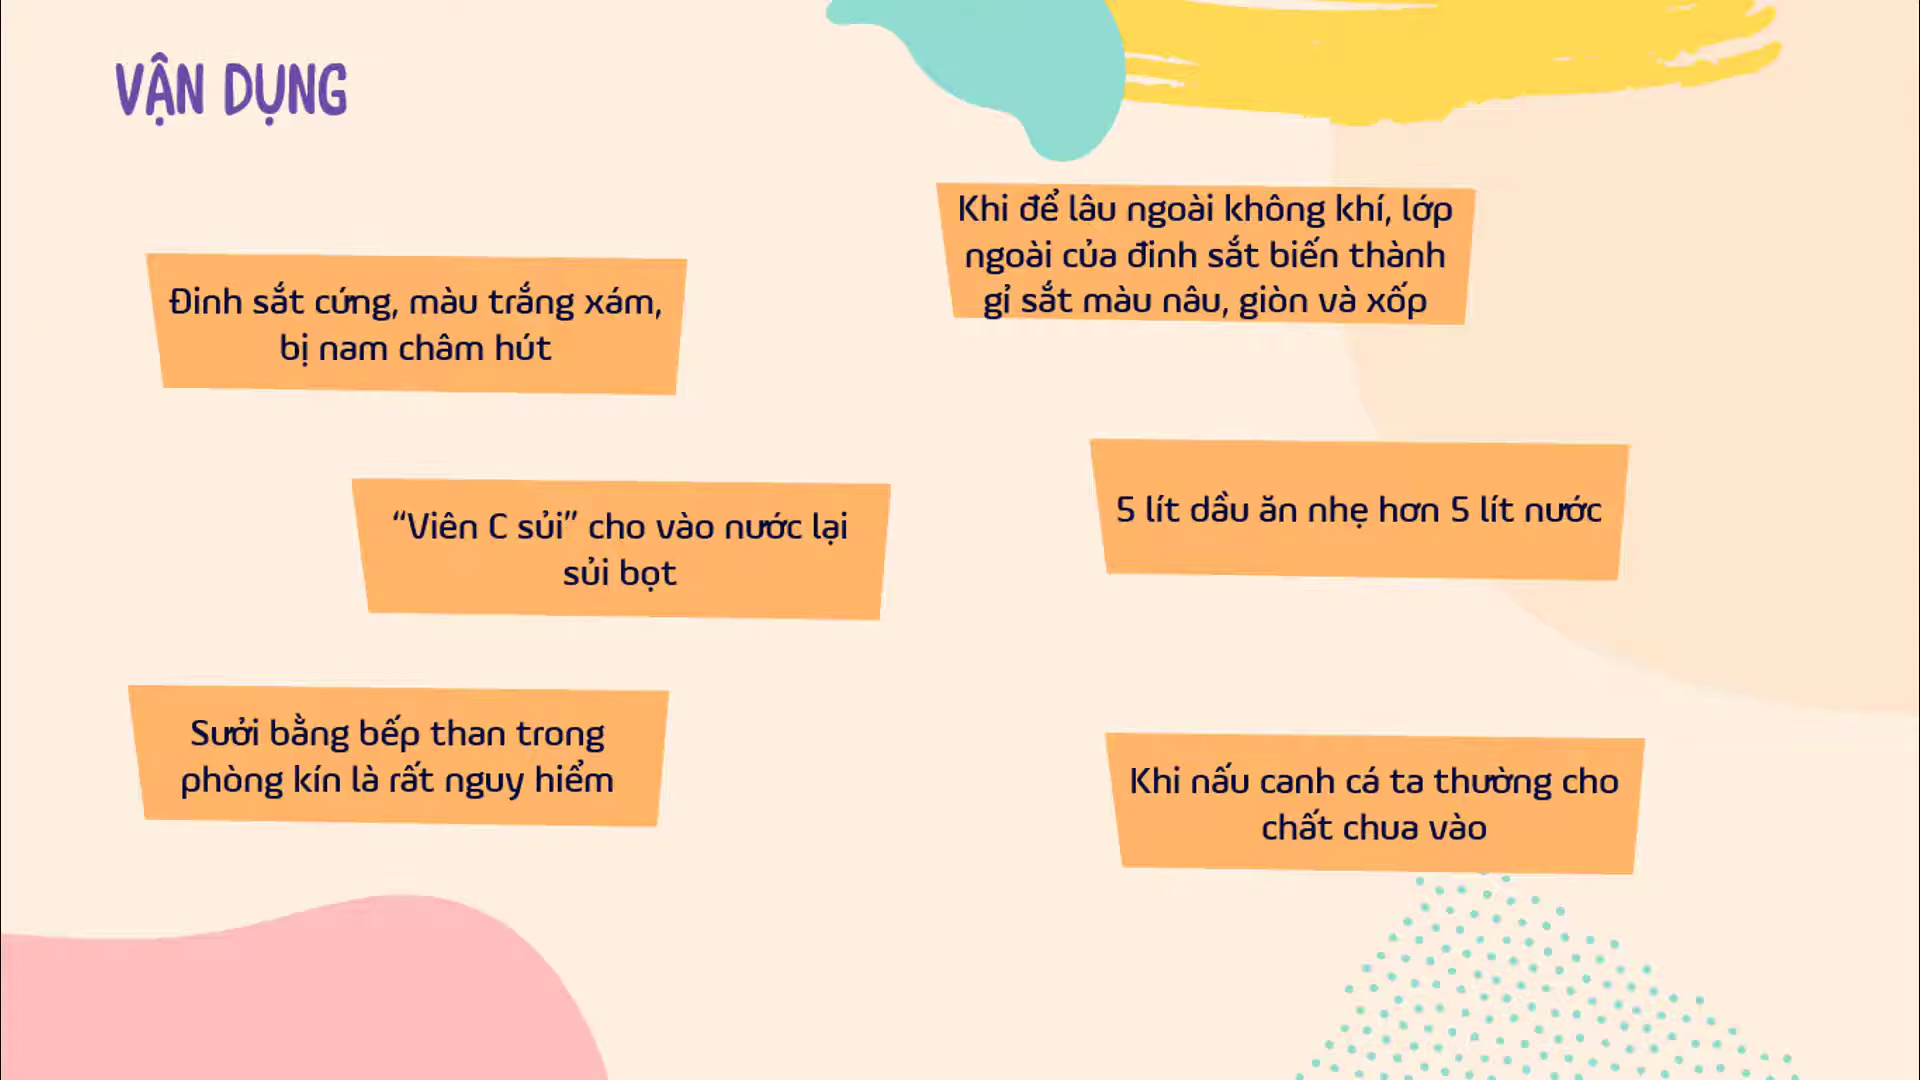 VẬN DỤNG
Khi để lâu ngoài không khí, lớp
ngoài của đinh sắt biến thành
gỉ sắt màu nâu, giòn và xốp
Đinh sắt cứng, màu trắng xám,
bị nam châm hút
5 lít dầu ăn nhẹ hơn 5 lít nước
“Viên C sủi” cho vào nước lại
sủi bọt
Sưởi bằng bếp than trong
phòng kín là rất nguy hiểm
Khi nấu canh cá ta thường cho
chất chua vào